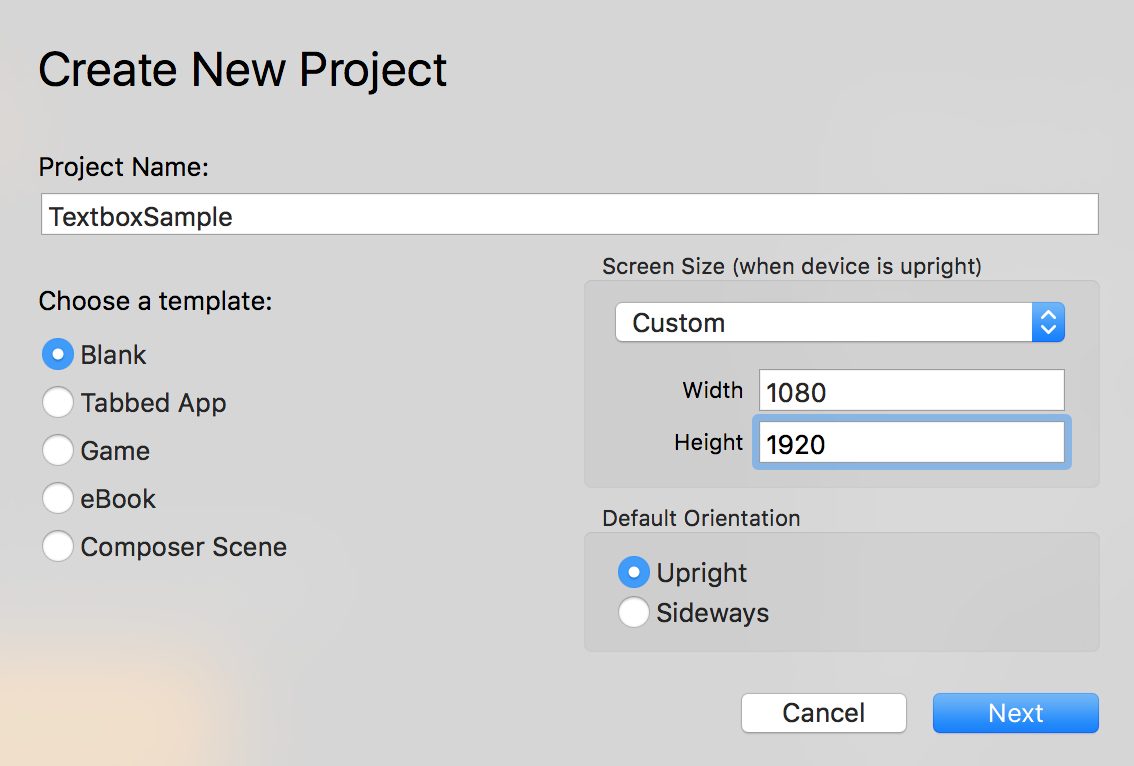 Create New Project
Project Name:
TextboxSample
Choose a template:
Blank
Tabbed App
Game
eBook
Composer Scene
Screen Size (when device is upright)
Custom
Width 1080
Height 1920
Default Orientation
Upright
Sideways
Cancel Next